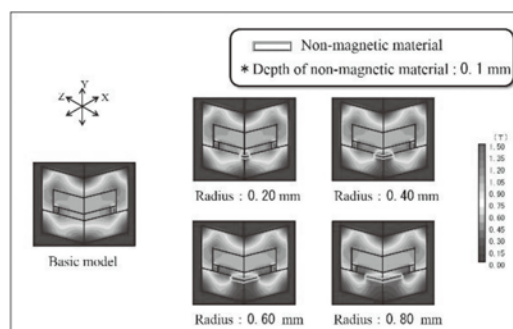 Non-magnetic material
* Depth of non-magnetic material : 0.1 mm
Y
Z X
Basic model
Radius : 0.20 mm
Radius : 0.40 mm
Radius : 0.60 mm
Radius : 0.80 mm
(T)
1.50
1.35
1.20
1.05
0.90
0.75
0.60
0.45
0.30
0.15
0.00